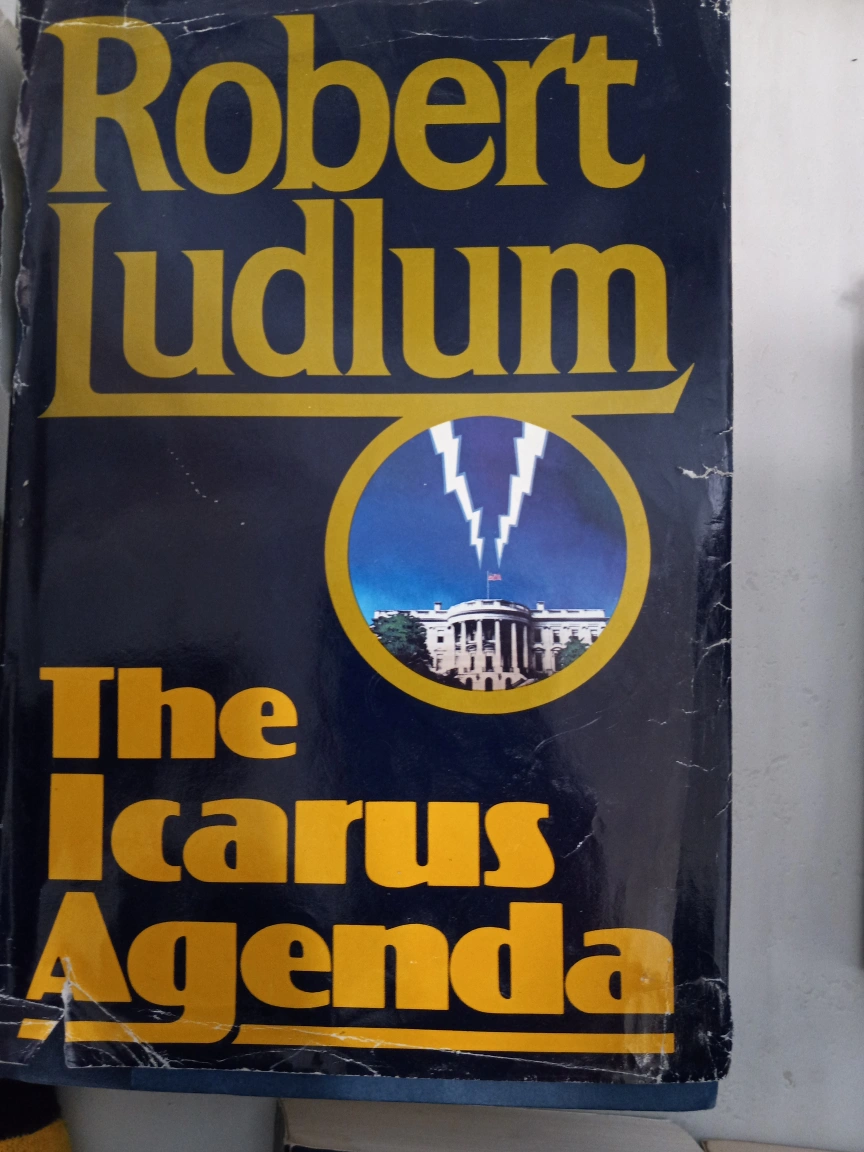 Robert
Ludlum
The
Icarus
Agenda